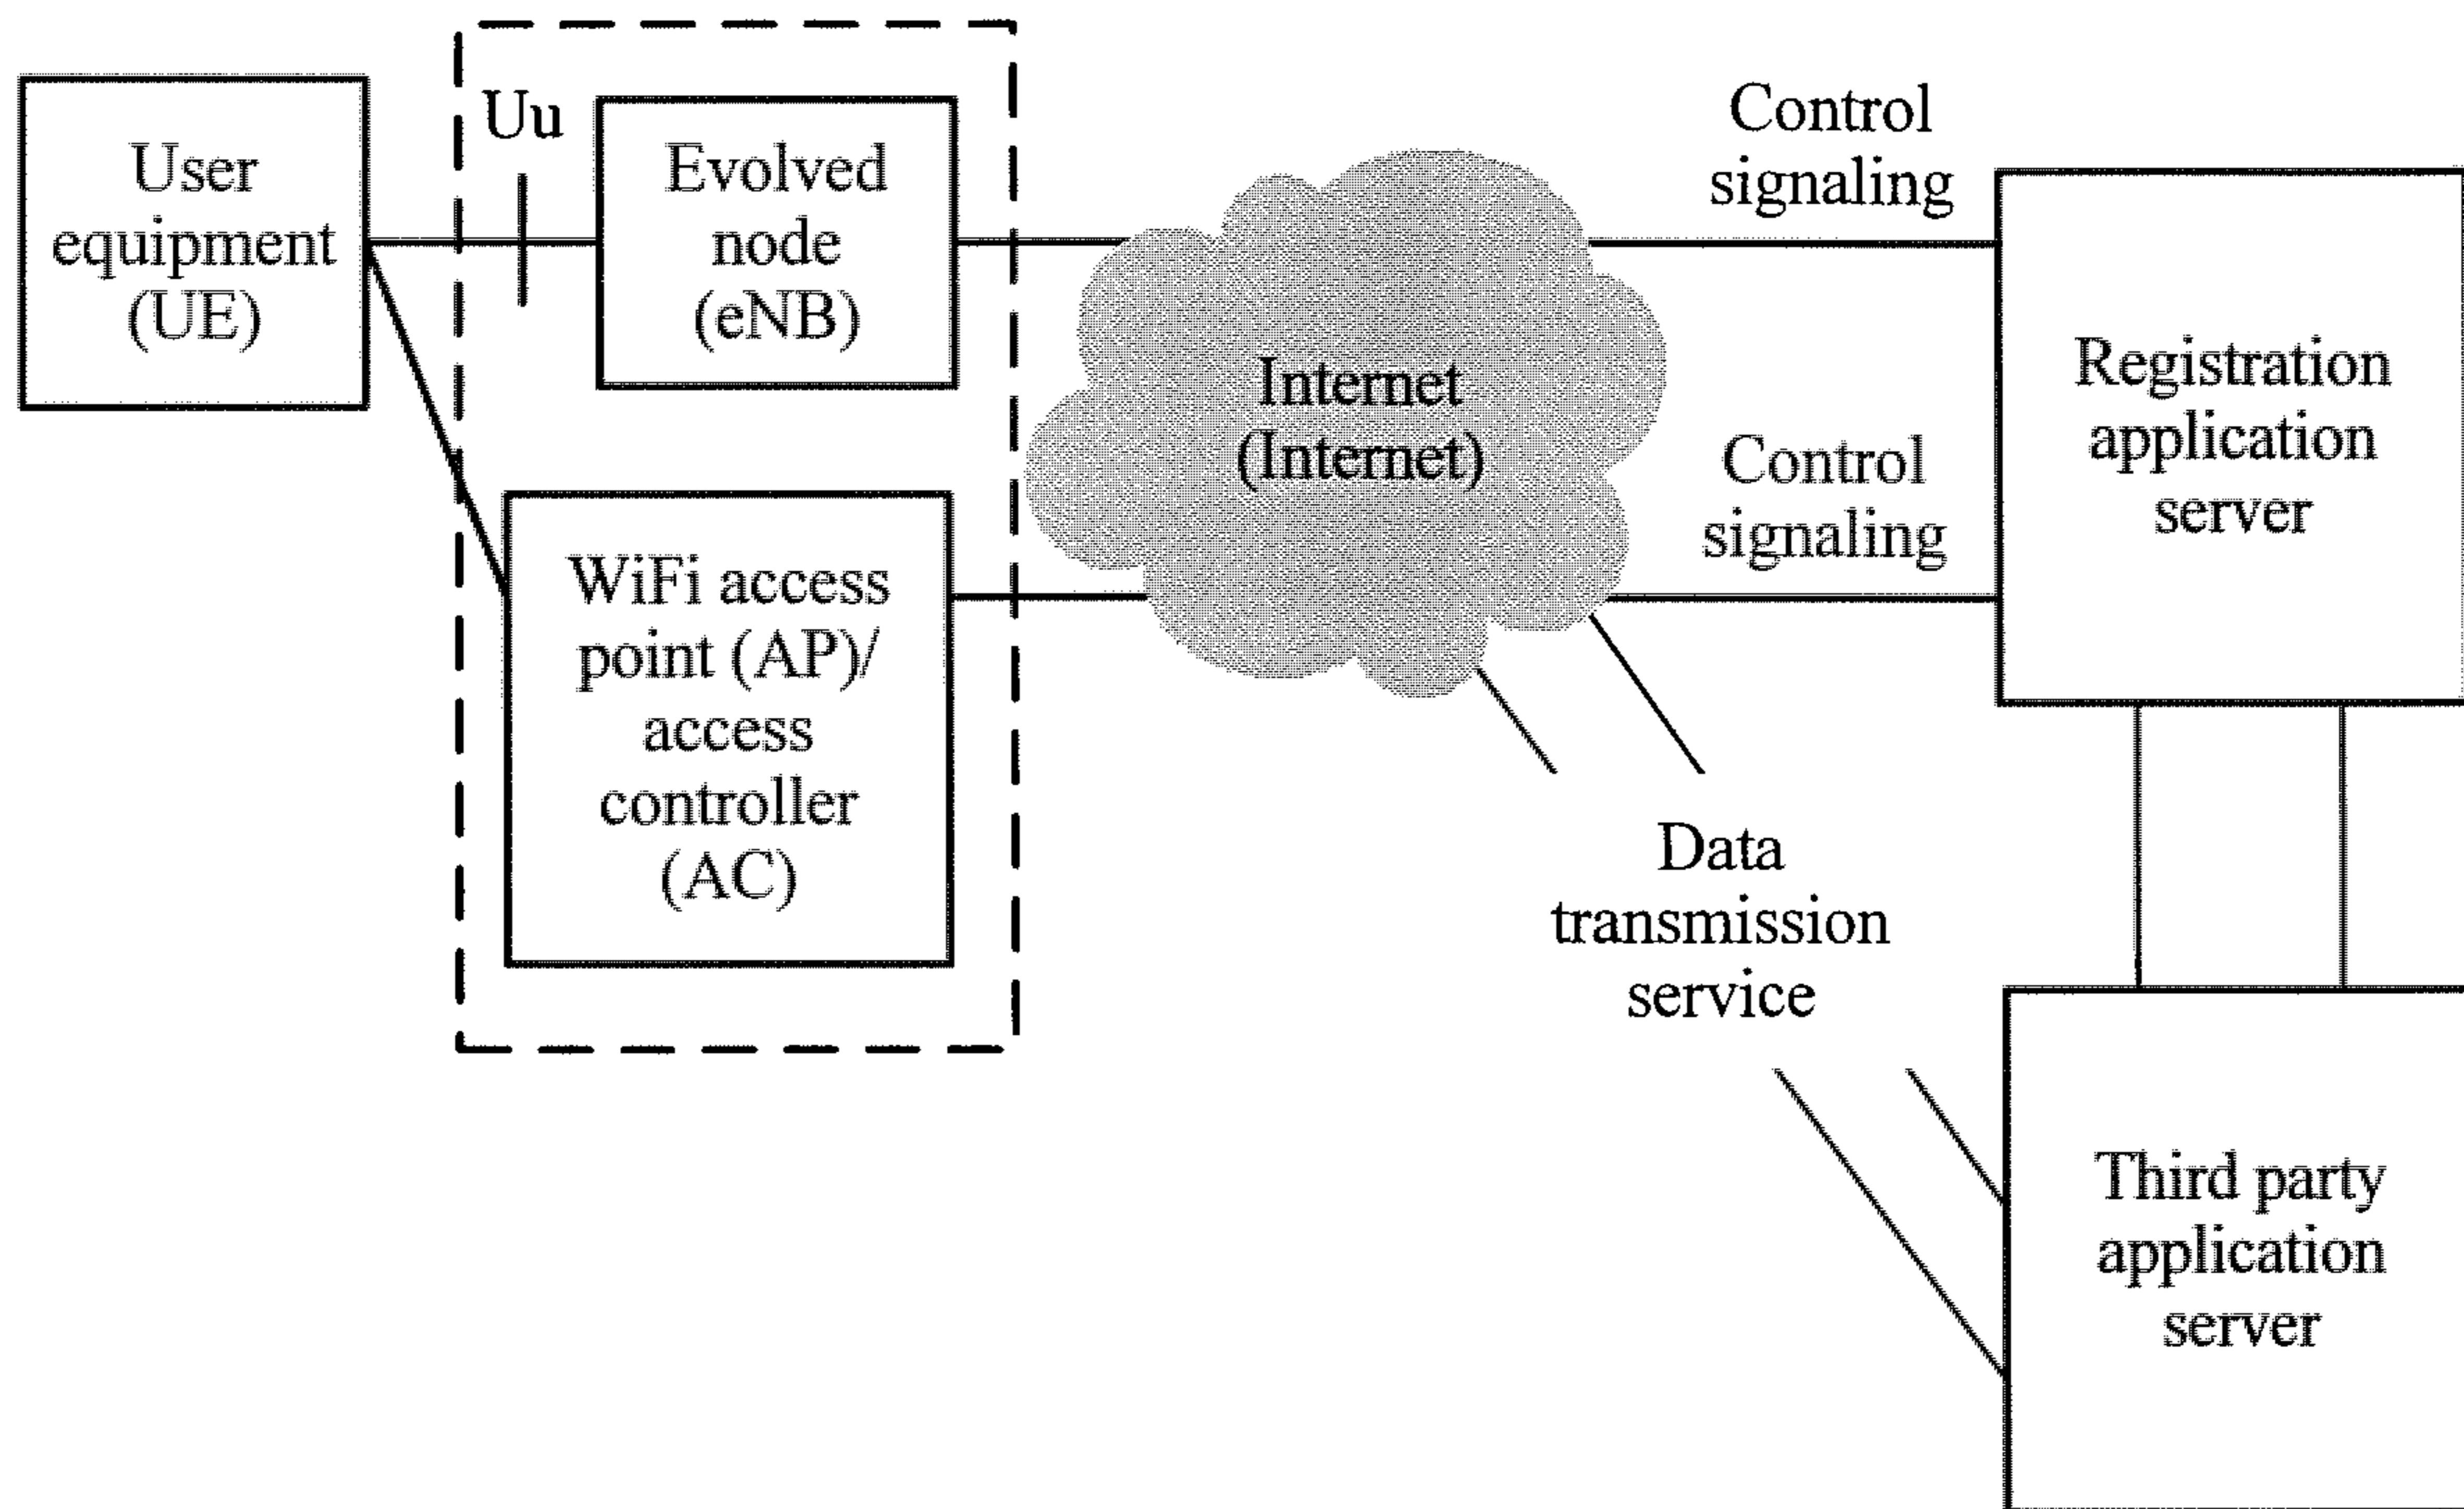 User
equipment
(UE)
Uu
Evolved
node
(eNB)
WiFi access
point (AP)/
access
controller
(AC)
Internet
(Internet)
Control
signaling
Control
signaling
Registration
application
server
Data
transmission
service
Third party
application
server